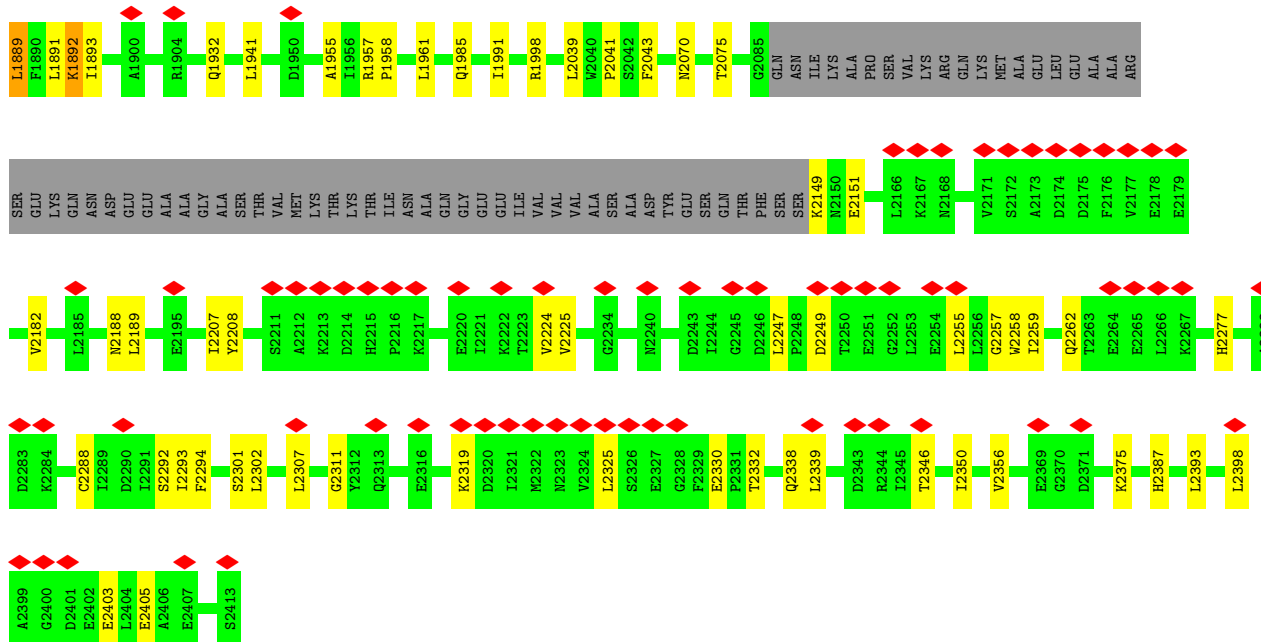 L1889 F1890 L1891 K1892 I1893 A1900 R1904 Q1932 L1941 D1950 A1955 I1956 R1957 P1958 L1961 Q1985 I1991 R1998 L2039 W2040 P2041 S2042 F2043 N2070 T2075 G2085 GLN ASN ILE LYS ALA PRO SER VAL LYS ARG GLN LYS MET ALA GLU LEU GLU ALA ALA ARG
SER GLU LYS GLN ASN ASP GLU GLU ALA ALA GLY ALA SER THR VAL MET LYS THR LYS THR ILE ASN ALA GLN GLY GLU GLU ILE VAL VAL VAL ALA SER ALA ASP TYR GLU SER GLN THR PHE SER SER K2149 N2150 E2151 L2166 K2167 N2168 V2171 S2172 A2173 D2174 D2175 F2176 V2177 E2178 E2179
V2182 L2185 N2188 L2189 E2195 I2207 Y2208 S2211 A2212 K2213 D2214 H2215 P2216 K2217 E2220 I2221 K2222 T2223 V2224 V2225 G2234 N2240 D2243 I2244 G2245 D2246 L2247 P2248 D2249 T2250 E2251 G2252 L2253 E2254 L2255 L2256 G2257 W2258 I2259 Q2262 T2263 E2264 E2265 L2266 K2267 H2277
D2283 K2284 C2288 I2289 D2290 I2291 S2292 I2293 F2294 S2301 L2302 L2307 G2311 Y2312 Q2313 E2316 K2319 D2320 I2321 M2322 N2323 V2324 L2325 S2326 E2327 G2328 F2329 E2330 P2331 T2332 Q2338 L2339 D2343 R2344 I2345 T2346 I2350 V2356 E2369 G2370 D2371 K2375 H2387 L2393 L2398
A2399 G2400 D2401 E2402 E2403 L2404 E2405 A2406 E2407 S2413